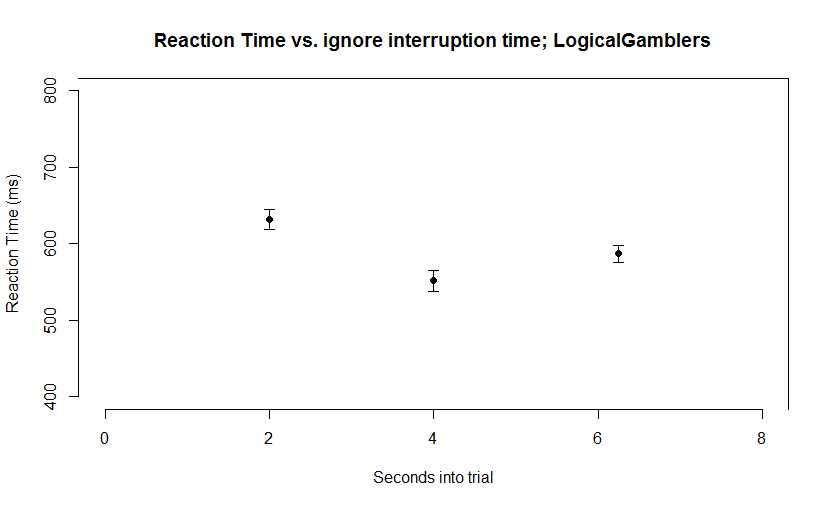 Reaction Time vs. ignore interruption time; LogicalGamblers
Reaction Time (ms)
800
700
600
500
400
0 2 4 6 8
Seconds into trial